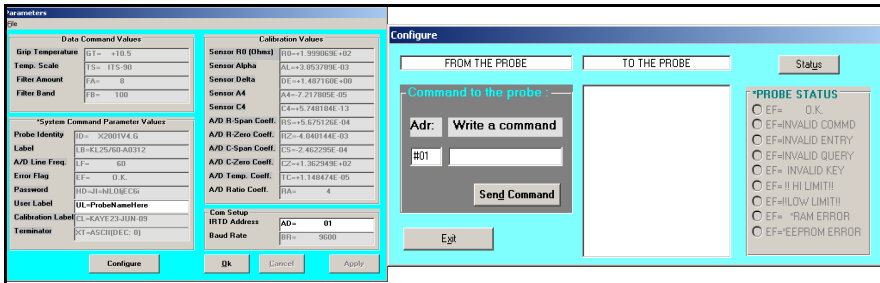 Parameters
File
Data Command Values
Grip Temperature GT= +10.5
Temp. Scale TS= ITS-90
Filter Amount FA= 8
Filter Band FB= 100
*System Command Parameter Values
Probe Identity ID= X2001V4.G
Label LB=KL25/60-A0312
A/D Line Freq. LF= 60
Error Flag EF= O.K.
Password
User Label UL=ProbeNameHere
Calibration Label CL=KAYE23-JUN-09
Terminator XT=ASCII(DEC: 0)
Configure
Calibration Values
Sensor R0 (Ohms) R0=+1.999069E+02
Sensor Alpha AL=+3.853789E-03
Sensor Delta DE=+1.487160E+00
Sensor A4 A4=-7.217805E-05
Sensor C4 C4=+5.748184E-13
A/D R-Span Coeff. RS=+5.675126E-04
A/D R-Zero Coeff. RZ=-4.040144E-03
A/D C-Span Coeff. CS=-2.462295E-04
A/D C-Zero Coeff. CZ=+1.362949E+02
A/D Temp. Coeff. TC=+1.148474E-05
A/D Ratio Coeff. RA= 4
Com Setup
IRTD Address AD= 01
Baud Rate BR= 9600
Ok Cancel Apply
Configure
FROM THE PROBE TO THE PROBE Status
Command to the probe :
Adr: Write a command
#01
Send Command
Exit
*PROBE STATUS
EF= O.K.
EF=INVALID COMMD
EF=INVALID ENTRY
EF=INVALID QUERY
EF= INVALID KEY
EF= !! HI LIMIT!!
EF=!!LOW LIMIT!!
EF= *RAM ERROR
EF=*EEPROM ERROR